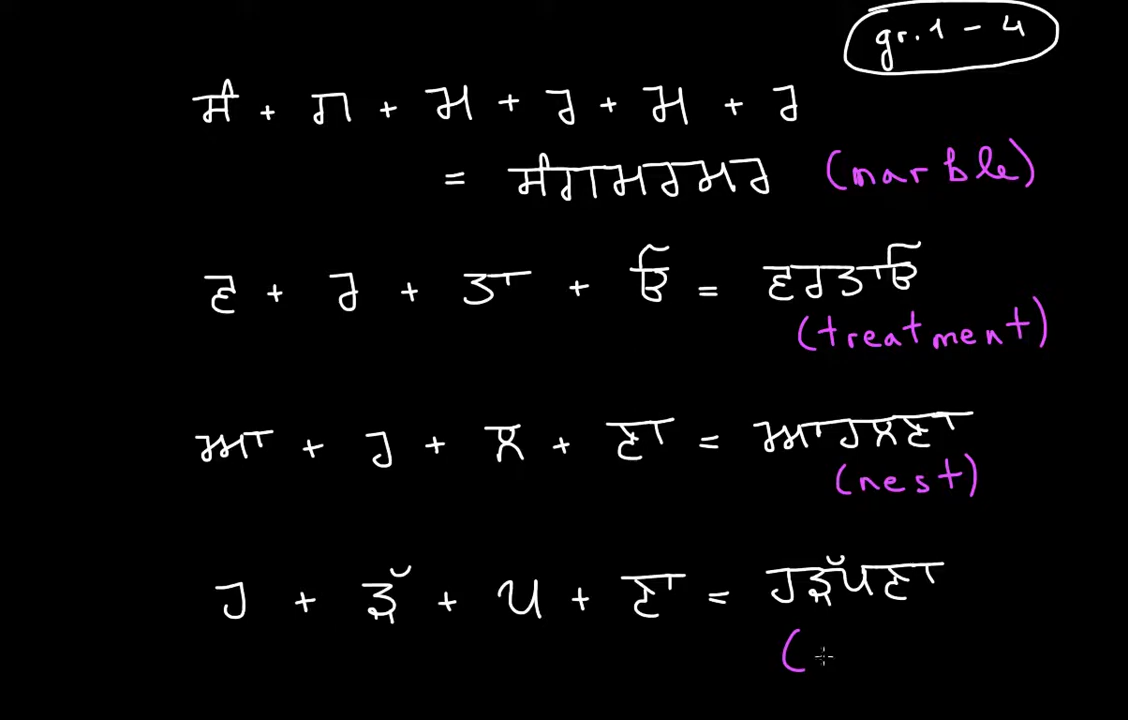 gr. 1 - 4
ਸੰ + ਗ + ਮ + ਰ + ਮ + ਰ
= ਸੰਗਮਰਮਰ (marble)
ਵ + ਰ + ਤਾ + ਓ = ਵਰਤਾਓ
(treatment)
ਆ + ਹ + ਲ + ਣਾ = ਆਹਲਣਾ
(nest)
ਹ + ੜੱ + ਪ + ਣਾ = ਹੜੱਪਣਾ
(